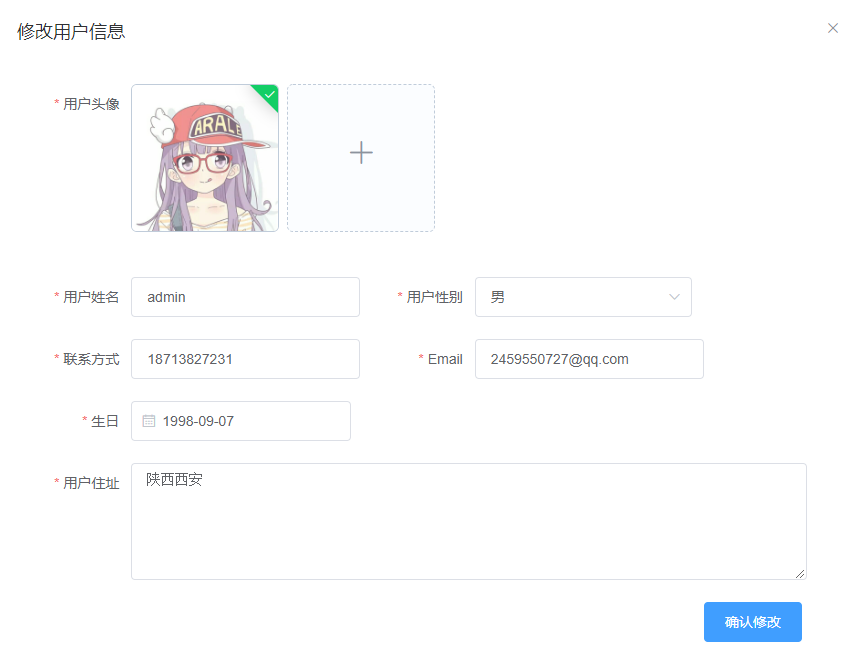 修改用户信息
* 用户头像
ARALE
* 用户姓名 admin * 用户性别 男
* 联系方式 18713827231 * Email 2459550727@qq.com
* 生日 1998-09-07
* 用户住址 陕西西安
确认修改